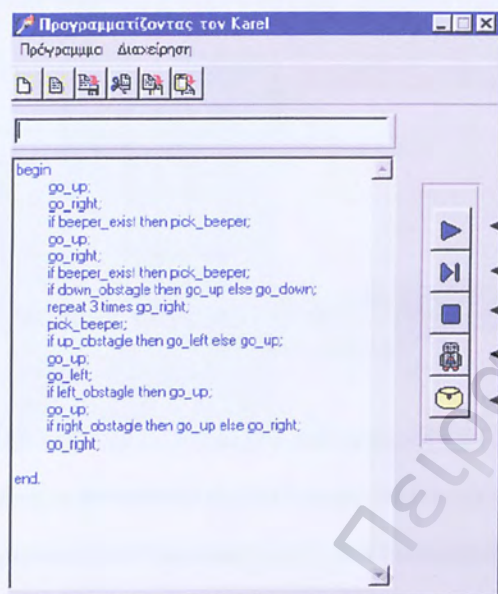 Προγραμματίζοντας τον Karel
Πρόγραμμα Διαχείρηση
begin
go_up;
go_right;
if beeper_exist then pick_beeper;
go_up;
go_right;
if beeper_exist then pick_beeper;
if down_obstagle then go_up else go_down;
repeat 3 times go_right;
pick_beeper;
if up_obstagle then go_left else go_up;
go_up;
go_left;
if left_obstagle then go_up;
go_up;
if right_obstagle then go_up else go_right;
go_right;
end.